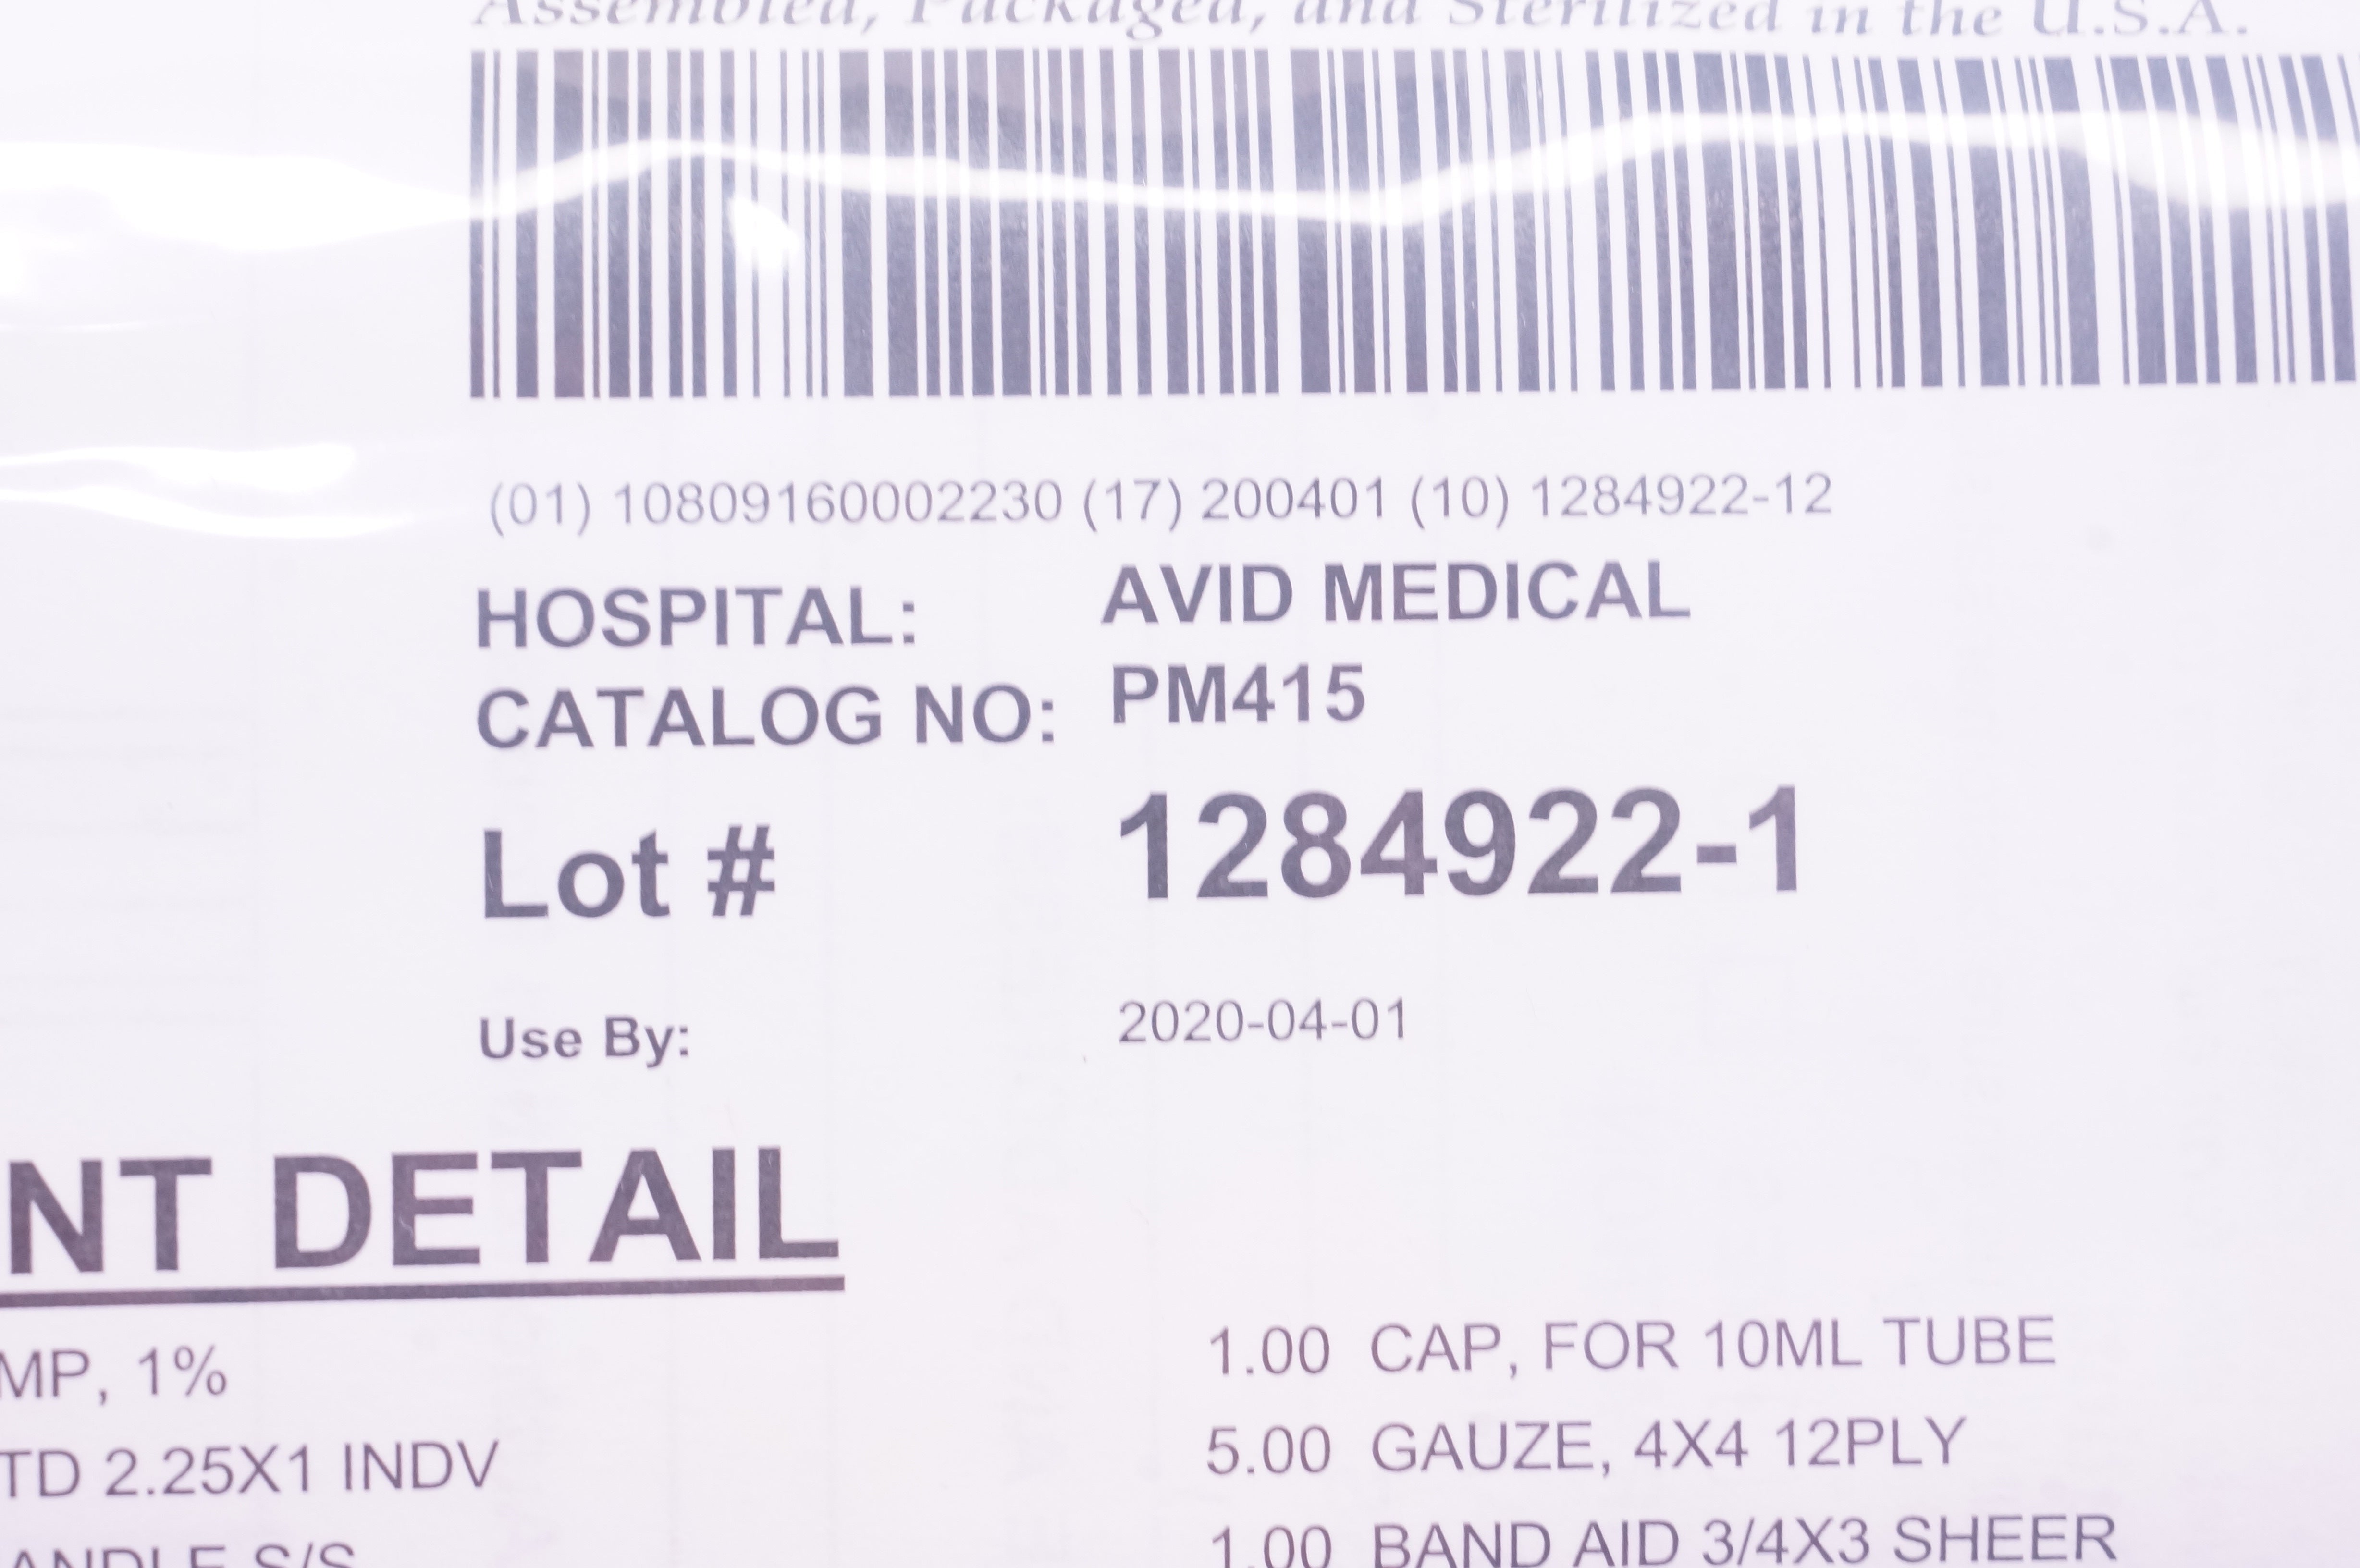 Assembled, Packaged, and Sterilized in the U.S.A.
(01) 10809160002230 (17) 200401 (10) 1284922-12
HOSPITAL: AVID MEDICAL
CATALOG NO: PM415
Lot # 1284922-1
Use By: 2020-04-01
NT DETAIL
MP, 1%
TD 2.25X1 INDV
ANDLE S/S
1.00 CAP, FOR 10ML TUBE
5.00 GAUZE, 4X4 12PLY
1.00 BAND AID 3/4X3 SHEER